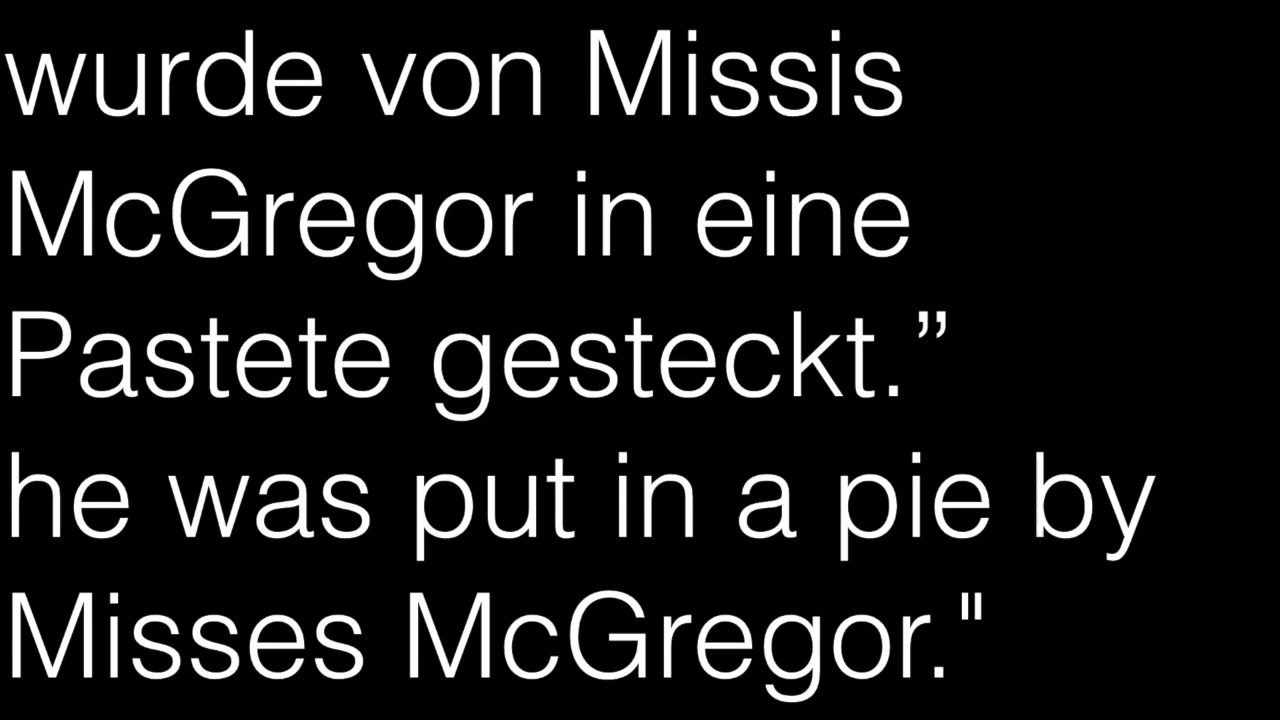 wurde von Missis
McGregor in eine
Pastete gesteckt.”
he was put in a pie by
Misses McGregor."